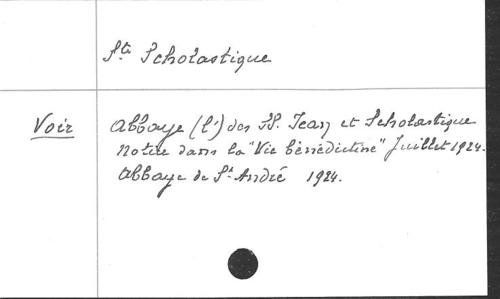 Ste Scholastique
Voir Abbaye (l') des SS. Jean et Scholastique
Notice dans la "Vie bénédictine" Juillet 1924.
Abbaye de St André 1924.